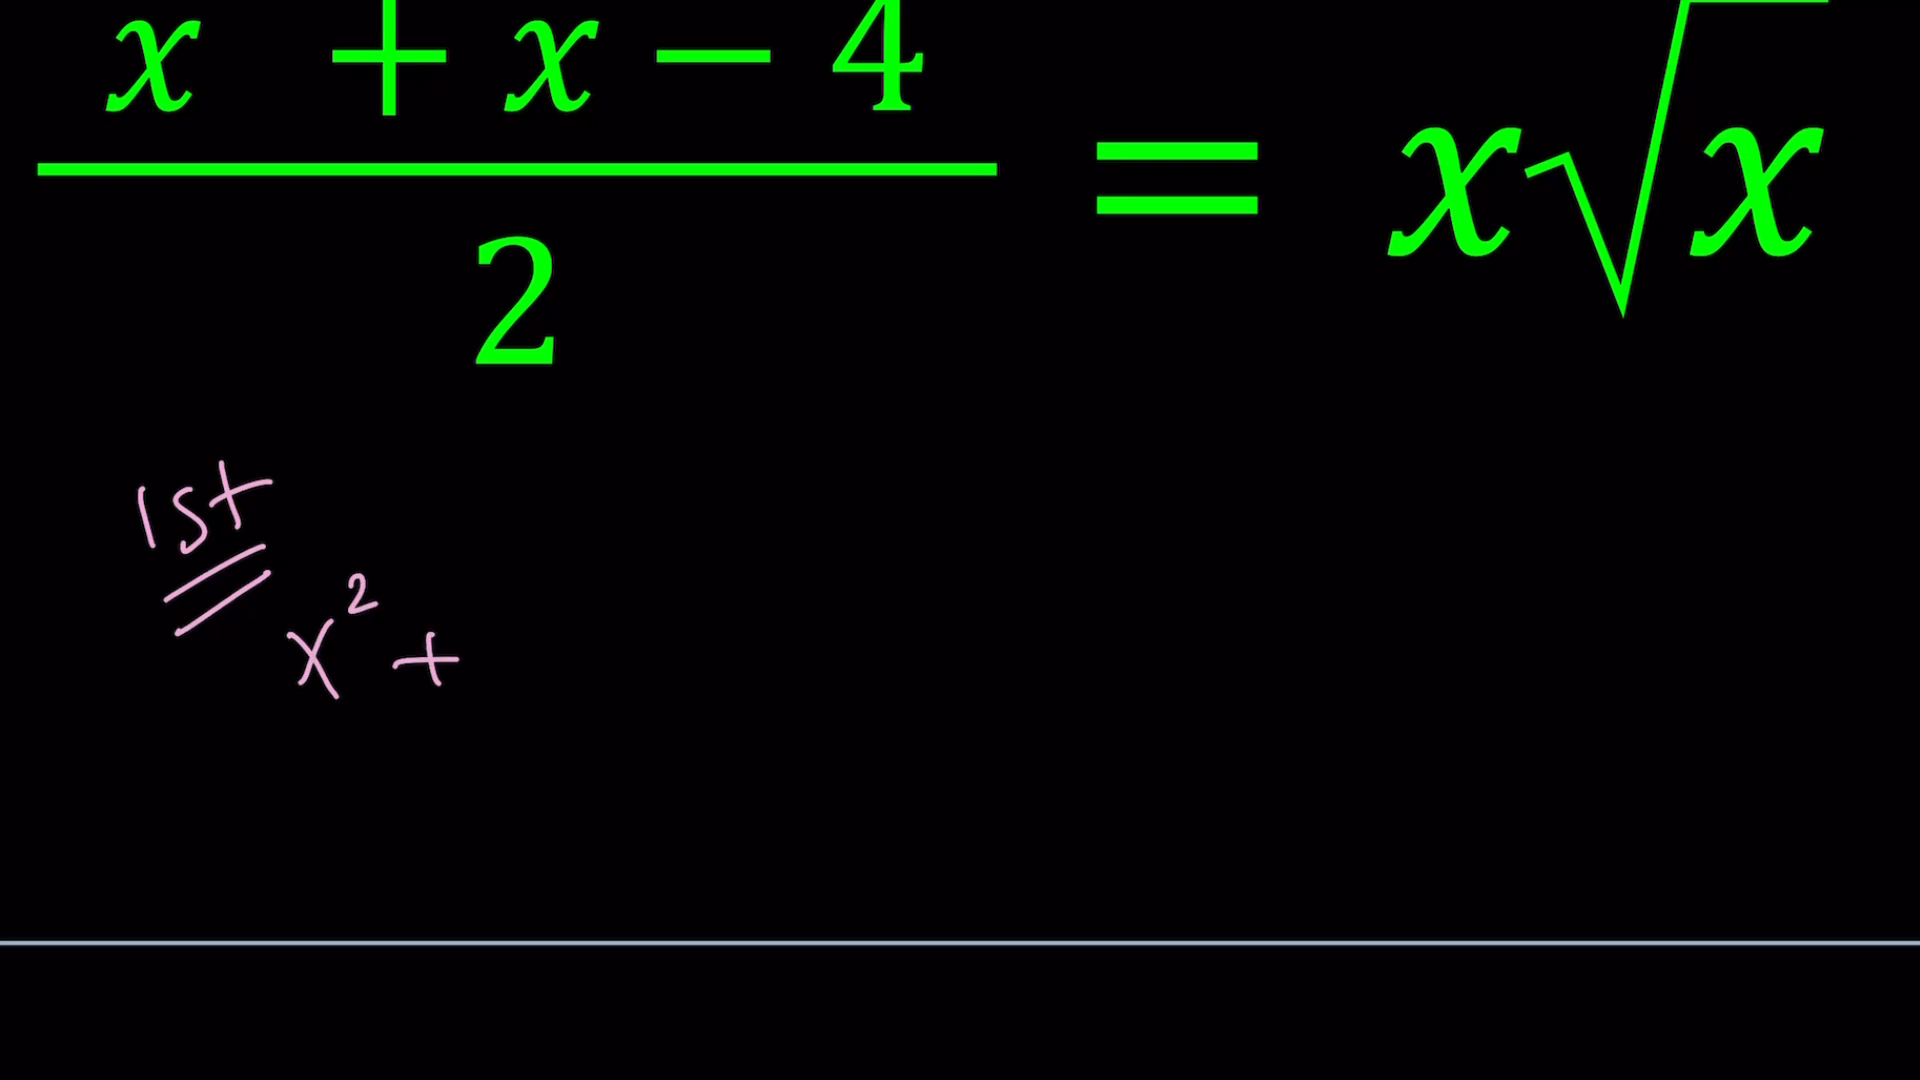 x + x − 4
2
= x√x
1st
x² +